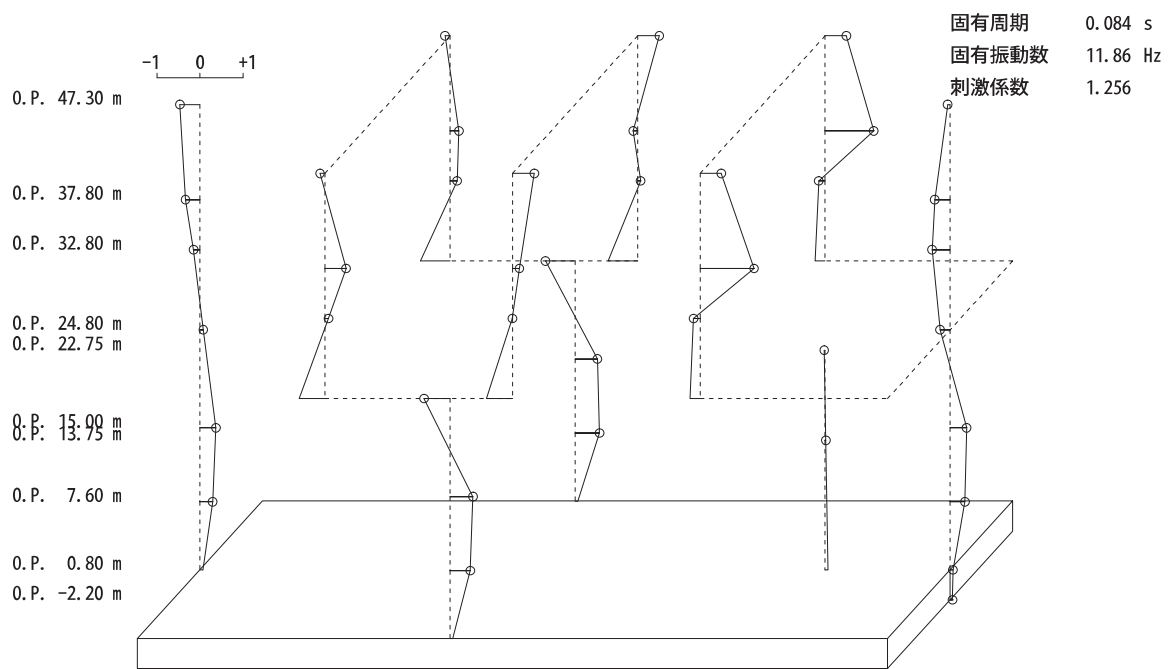 固有周期 0.084 s
固有振動数 11.86 Hz
刺激係数 1.256
-1 0 +1
O.P. 47.30 m
O.P. 37.80 m
O.P. 32.80 m
O.P. 24.80 m
O.P. 22.75 m
O.P. 15.00 m
O.P. 13.75 m
O.P. 7.60 m
O.P. 0.80 m
O.P. -2.20 m